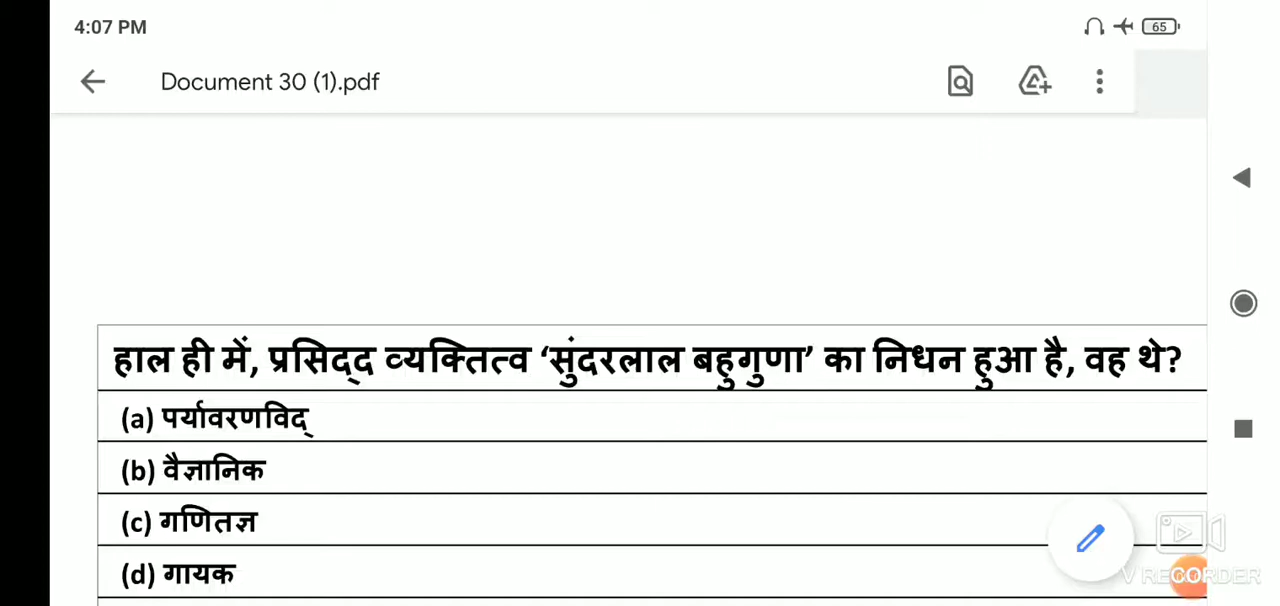 4:07 PM
65
Document 30 (1).pdf
हाल ही में, प्रसिद्द व्यक्तित्व ‘सुंदरलाल बहुगुणा’ का निधन हुआ है, वह थे?
(a) पर्यावरणविद्
(b) वैज्ञानिक
(c) गणितज्ञ
(d) गायक
V RECORDER